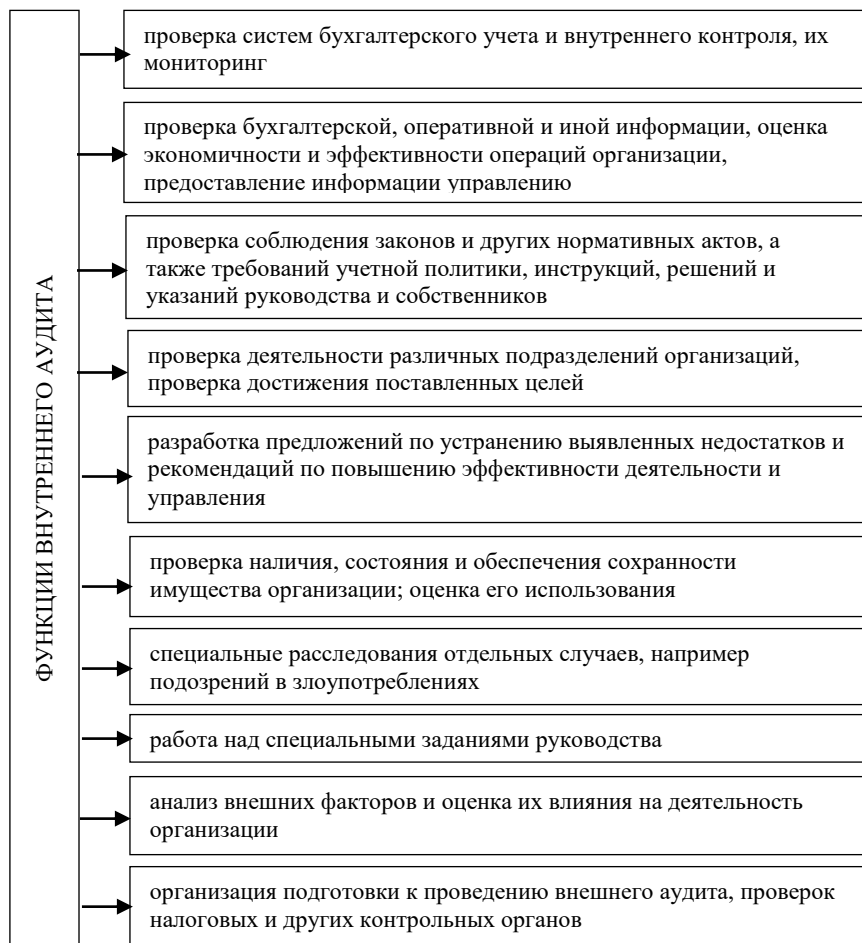 ФУНКЦИИ ВНУТРЕННЕГО АУДИТА
проверка систем бухгалтерского учета и внутреннего контроля, их
мониторинг
проверка бухгалтерской, оперативной и иной информации, оценка
экономичности и эффективности операций организации,
предоставление информации управлению
проверка соблюдения законов и других нормативных актов, а
также требований учетной политики, инструкций, решений и
указаний руководства и собственников
проверка деятельности различных подразделений организаций,
проверка достижения поставленных целей
разработка предложений по устранению выявленных недостатков и
рекомендаций по повышению эффективности деятельности и
управления
проверка наличия, состояния и обеспечения сохранности
имущества организации; оценка его использования
специальные расследования отдельных случаев, например
подозрений в злоупотреблениях
работа над специальными заданиями руководства
анализ внешних факторов и оценка их влияния на деятельность
организации
организация подготовки к проведению внешнего аудита, проверок
налоговых и других контрольных органов